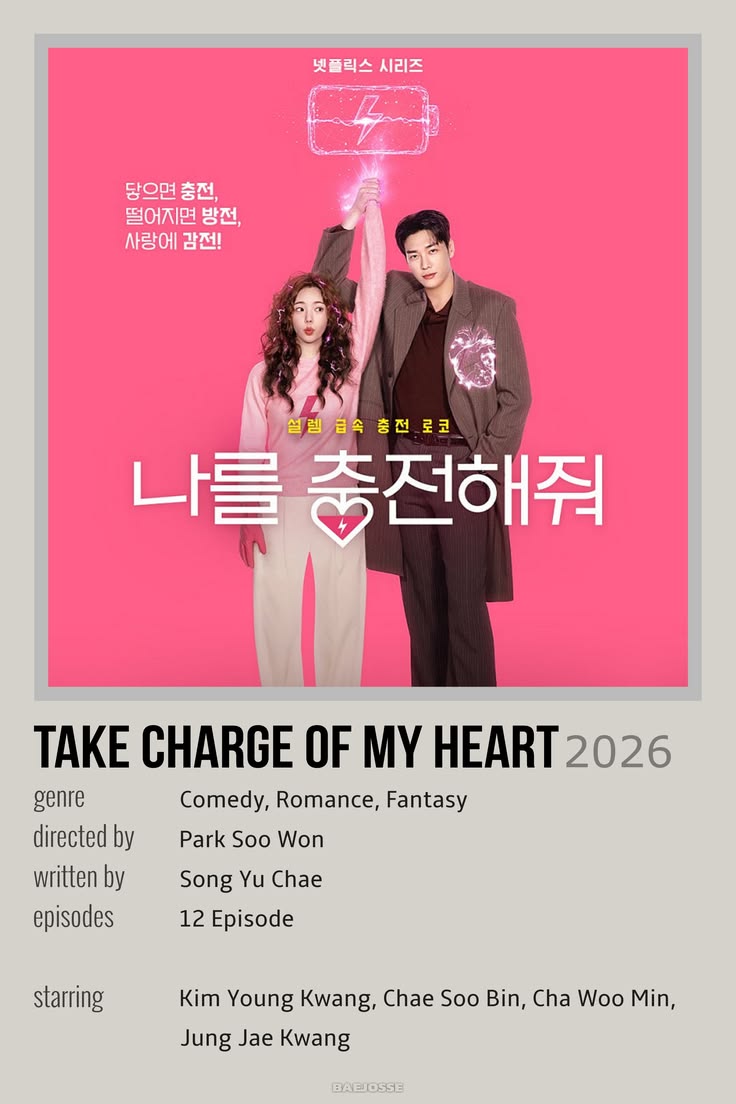 넷플릭스 시리즈
닿으면 충전,
떨어지면 방전,
사랑에 감전!
설렘 급속 충전 로코
나를 충전해줘
TAKE CHARGE OF MY HEART 2026
genre Comedy, Romance, Fantasy
directed by Park Soo Won
written by Song Yu Chae
episodes 12 Episode
starring Kim Young Kwang, Chae Soo Bin, Cha Woo Min,
Jung Jae Kwang
BAEJOSSE